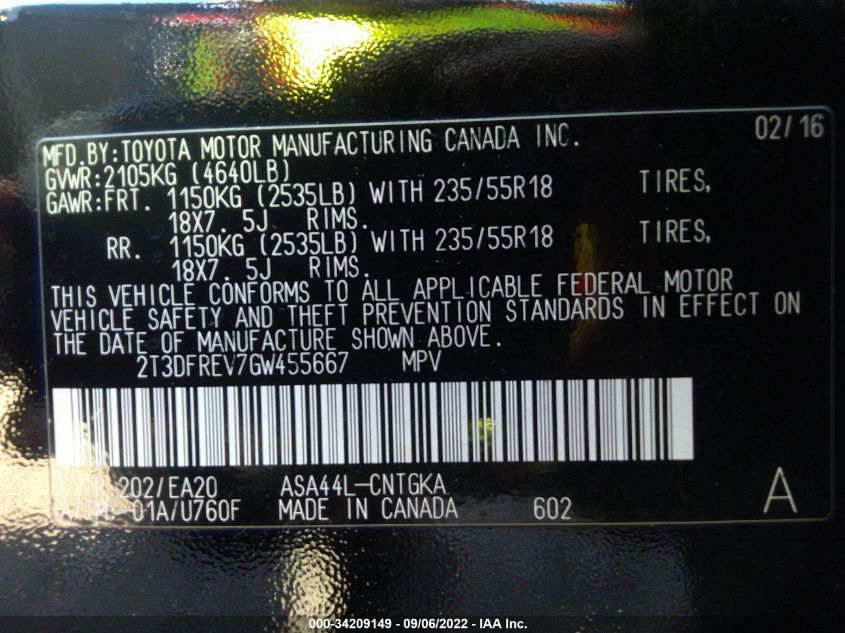 MFD.BY:TOYOTA MOTOR MANUFACTURING CANADA INC. 02/16
GVWR:2105KG (4640LB)
GAWR:FRT. 1150KG (2535LB) WITH 235/55R18 TIRES,
18X7. 5J RIMS.
RR. 1150KG (2535LB) WITH 235/55R18 TIRES,
18X7. 5J RIMS.
THIS VEHICLE CONFORMS TO ALL APPLICABLE FEDERAL MOTOR
VEHICLE SAFETY AND THEFT PREVENTION STANDARDS IN EFFECT ON
THE DATE OF MANUFACTURE SHOWN ABOVE.
2T3DFREV7GW455667 MPV
202/EA20 ASA44L-CNTGKA A
01A/U760F MADE IN CANADA 602
000-34209149 - 09/06/2022 - IAA Inc.